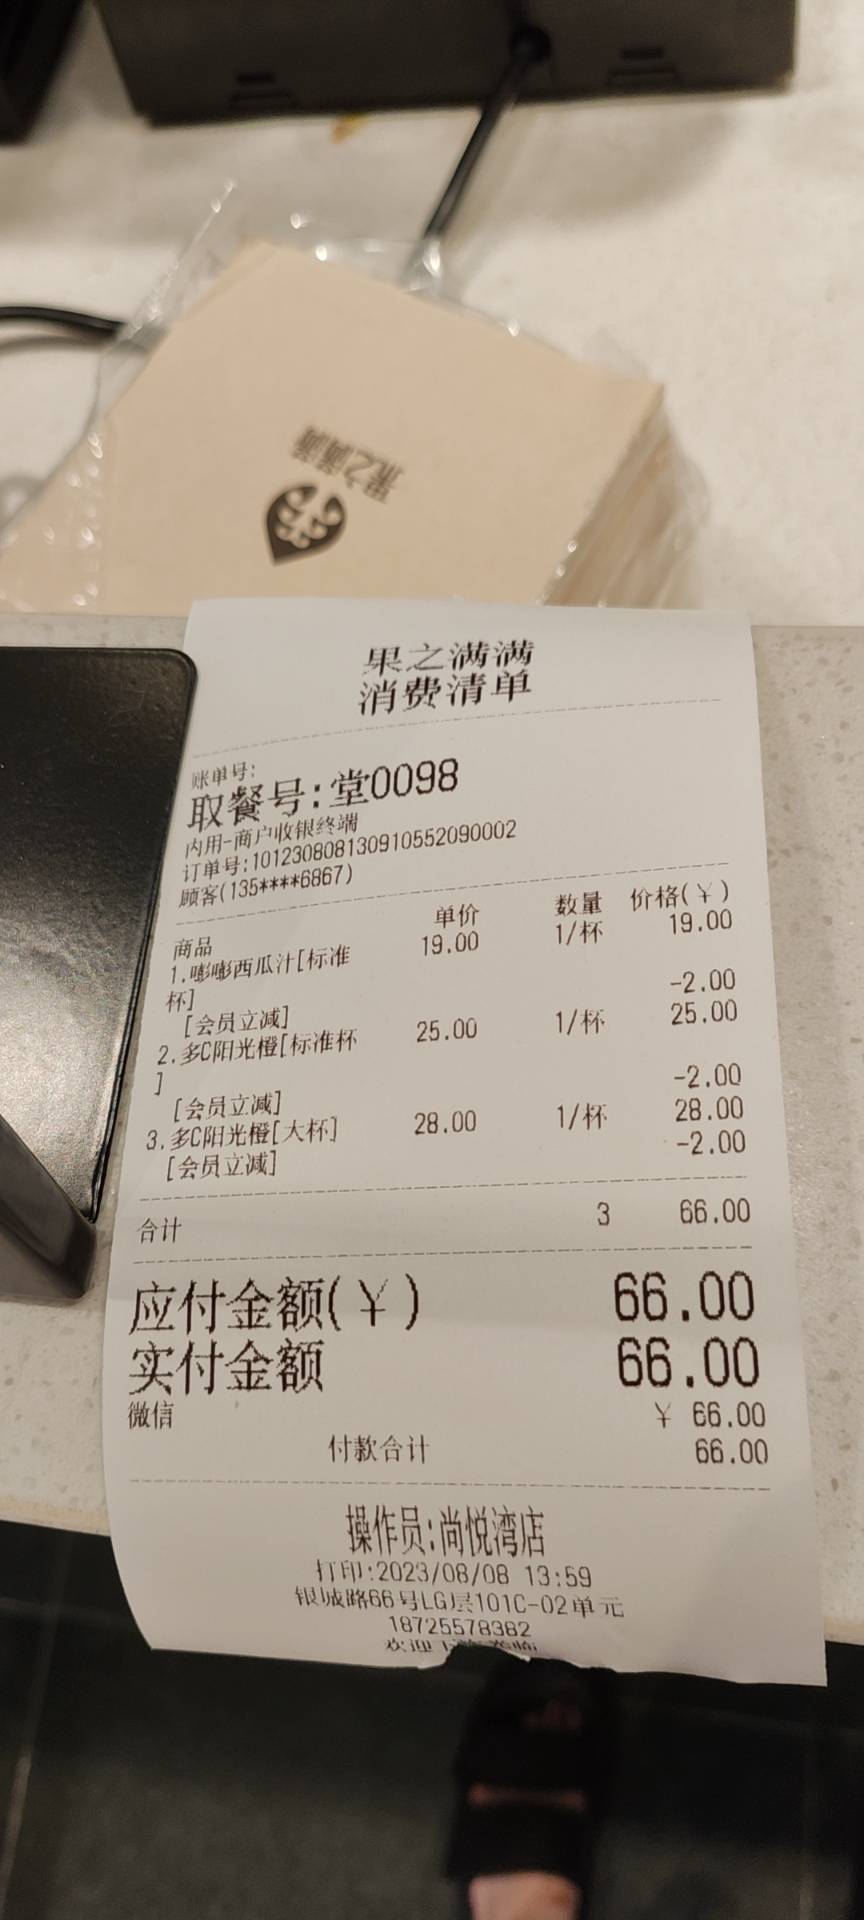 果之满满
果之满满
消费清单
账单号:
取餐号:堂0098
内用-商户收银终端
订单号:101230808130910552090002
顾客(135****6867)
商品 单价 数量 价格(￥)
1.嘭嘭西瓜汁[标准 19.00 1/杯 19.00
杯]
[会员立减] -2.00
2.多C阳光橙[标准杯 25.00 1/杯 25.00
]
[会员立减] -2.00
3.多C阳光橙[大杯] 28.00 1/杯 28.00
[会员立减] -2.00
合计 3 66.00
应付金额(￥) 66.00
实付金额 66.00
微信 ￥ 66.00
付款合计 66.00
操作员:尚悦湾店
打印:2023/08/08 13:59
银城路66号LG层101C-02单元
18725578382
欢迎下